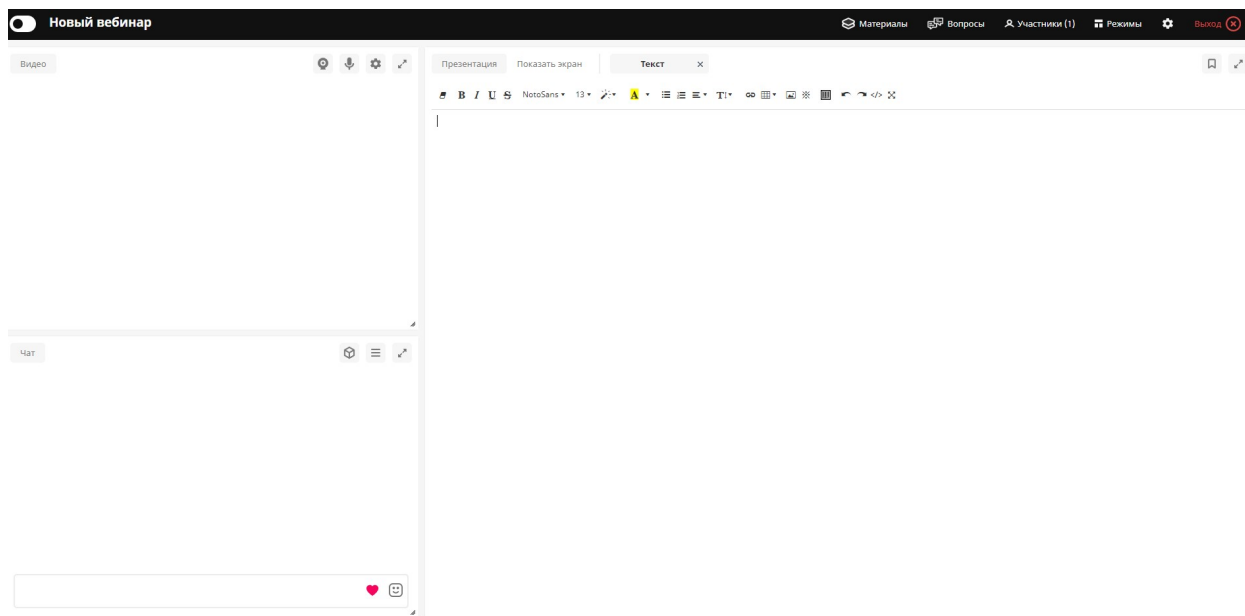 Новый вебинар
Материалы Вопросы Участники (1) Режимы Выход
Видео
Презентация Показать экран Текст
B I U S NotoSans 13 A
Чат